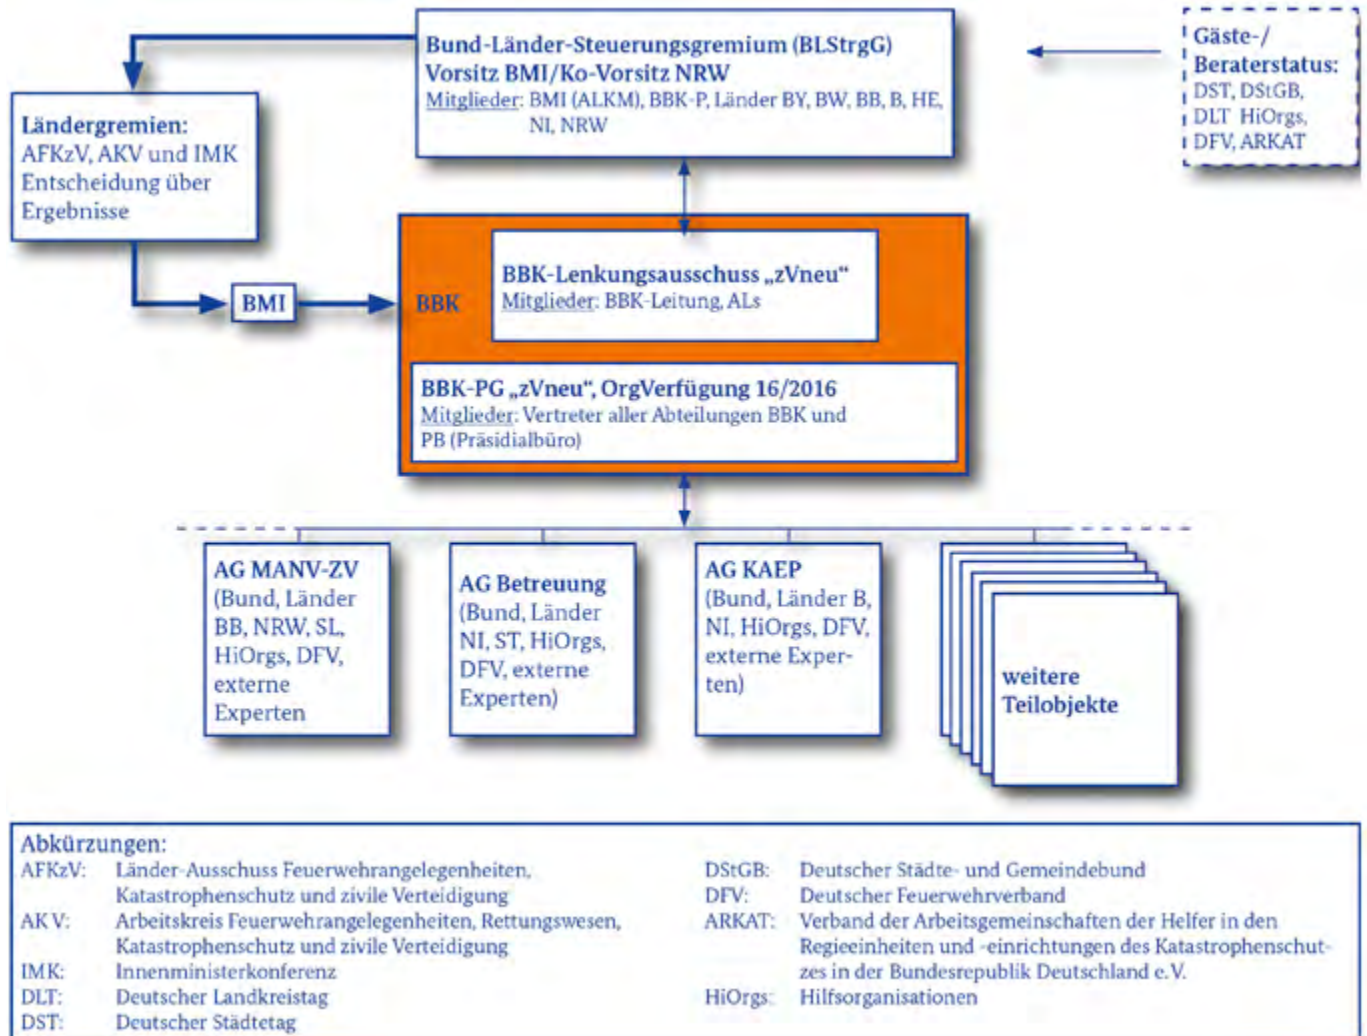 Bund-Länder-Steuerungsgremium (BLStrgG)
Vorsitz BMI/Ko-Vorsitz NRW
Mitglieder: BMI (ALKM), BBK-P, Länder BY, BW, BB, B, HE,
NI, NRW
Gäste-/
Beraterstatus:
DST, DStGB,
DLT HiOrgs,
DFV, ARKAT
Ländergremien:
AFKzV, AKV und IMK
Entscheidung über
Ergebnisse
BMI
BBK
BBK-Lenkungsausschuss „zVneu“
Mitglieder: BBK-Leitung, ALs
BBK-PG „zVneu“, OrgVerfügung 16/2016
Mitglieder: Vertreter aller Abteilungen BBK und
PB (Präsidialbüro)
AG MANV-ZV
(Bund, Länder
BB, NRW, SL,
HiOrgs, DFV,
externe
Experten
AG Betreuung
(Bund, Länder
NI, ST, HiOrgs,
DFV, externe
Experten)
AG KAEP
(Bund, Länder B,
NI, HiOrgs, DFV,
externe Exper-
ten)
weitere
Teilobjekte
Abkürzungen:
AFKzV: Länder-Ausschuss Feuerwehrangelegenheiten,
Katastrophenschutz und zivile Verteidigung
AK V: Arbeitskreis Feuerwehrangelegenheiten, Rettungswesen,
Katastrophenschutz und zivile Verteidigung
IMK: Innenministerkonferenz
DLT: Deutscher Landkreistag
DST: Deutscher Städtetag
DStGB: Deutscher Städte- und Gemeindebund
DFV: Deutscher Feuerwehrverband
ARKAT: Verband der Arbeitsgemeinschaften der Helfer in den
Regieeinheiten und -einrichtungen des Katastrophenschut-
zes in der Bundesrepublik Deutschland e. V.
HiOrgs: Hilfsorganisationen